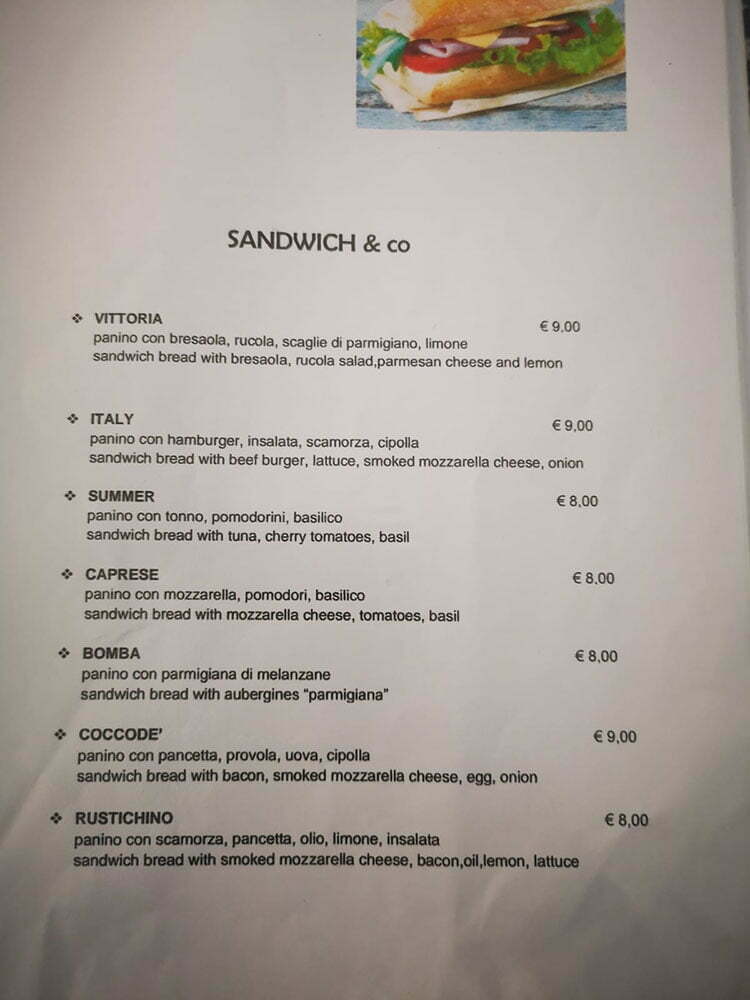 SANDWICH & co
❖ VITTORIA € 9,00
panino con bresaola, rucola, scaglie di parmigiano, limone
sandwich bread with bresaola, rucola salad,parmesan cheese and lemon
❖ ITALY € 9,00
panino con hamburger, insalata, scamorza, cipolla
sandwich bread with beef burger, lattuce, smoked mozzarella cheese, onion
❖ SUMMER € 8,00
panino con tonno, pomodorini, basilico
sandwich bread with tuna, cherry tomatoes, basil
❖ CAPRESE € 8,00
panino con mozzarella, pomodori, basilico
sandwich bread with mozzarella cheese, tomatoes, basil
❖ BOMBA € 8,00
panino con parmigiana di melanzane
sandwich bread with aubergines “parmigiana”
❖ COCCODE’ € 9,00
panino con pancetta, provola, uova, cipolla
sandwich bread with bacon, smoked mozzarella cheese, egg, onion
❖ RUSTICHINO € 8,00
panino con scamorza, pancetta, olio, limone, insalata
sandwich bread with smoked mozzarella cheese, bacon,oil,lemon, lattuce